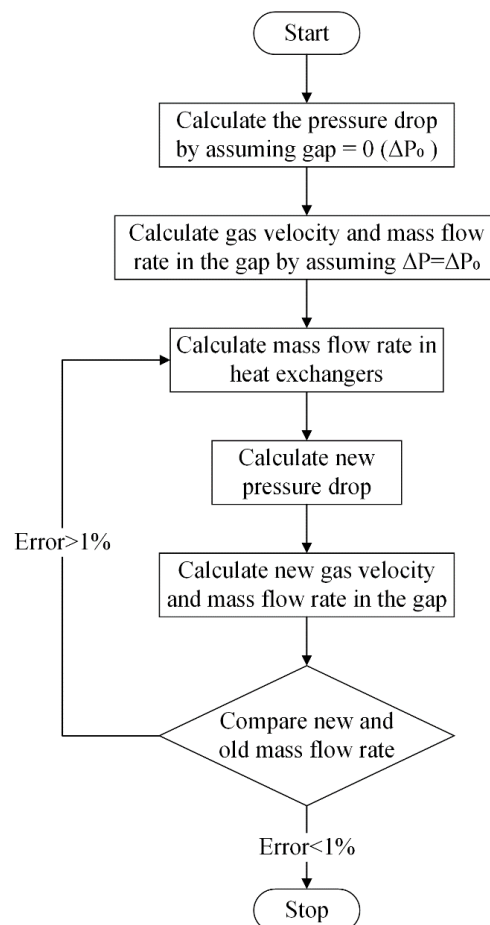 Start
Calculate the pressure drop
by assuming gap = 0 (ΔP₀ )
Calculate gas velocity and mass flow
rate in the gap by assuming ΔP=ΔP₀
Calculate mass flow rate in
heat exchangers
Calculate new
pressure drop
Error>1%
Calculate new gas velocity
and mass flow rate in the gap
Compare new and
old mass flow rate
Error<1%
Stop